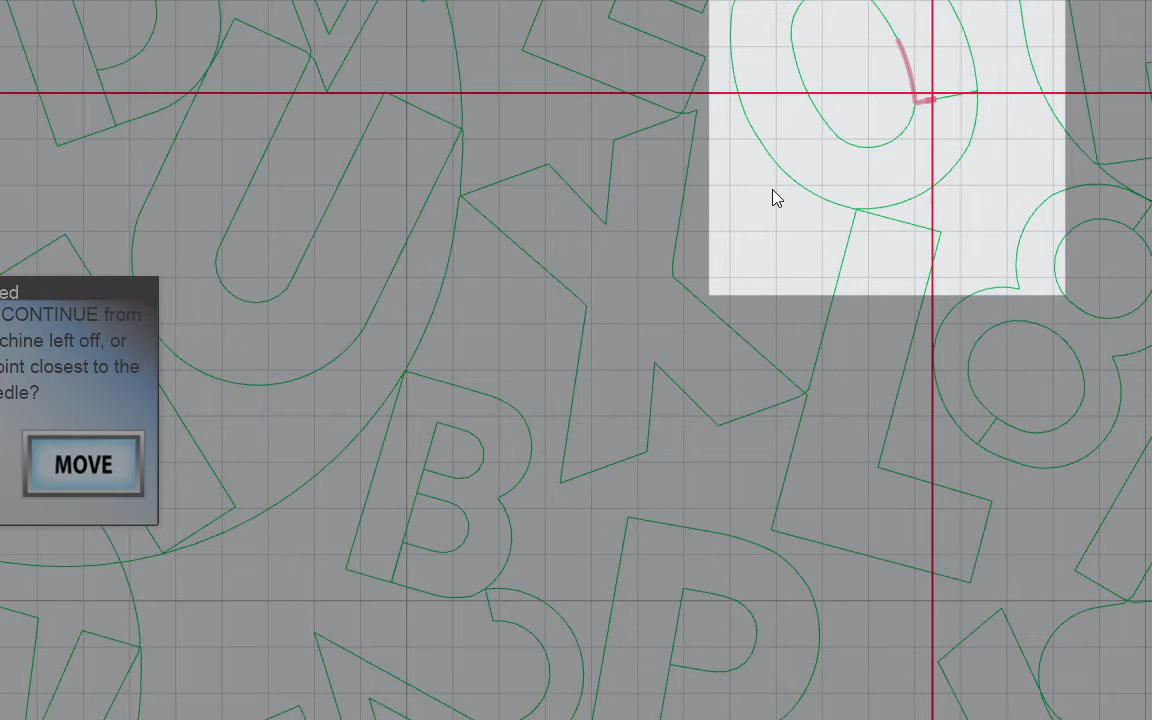 ed
CONTINUE from
chine left off, or
oint closest to the
edle?
MOVE
U
B
P